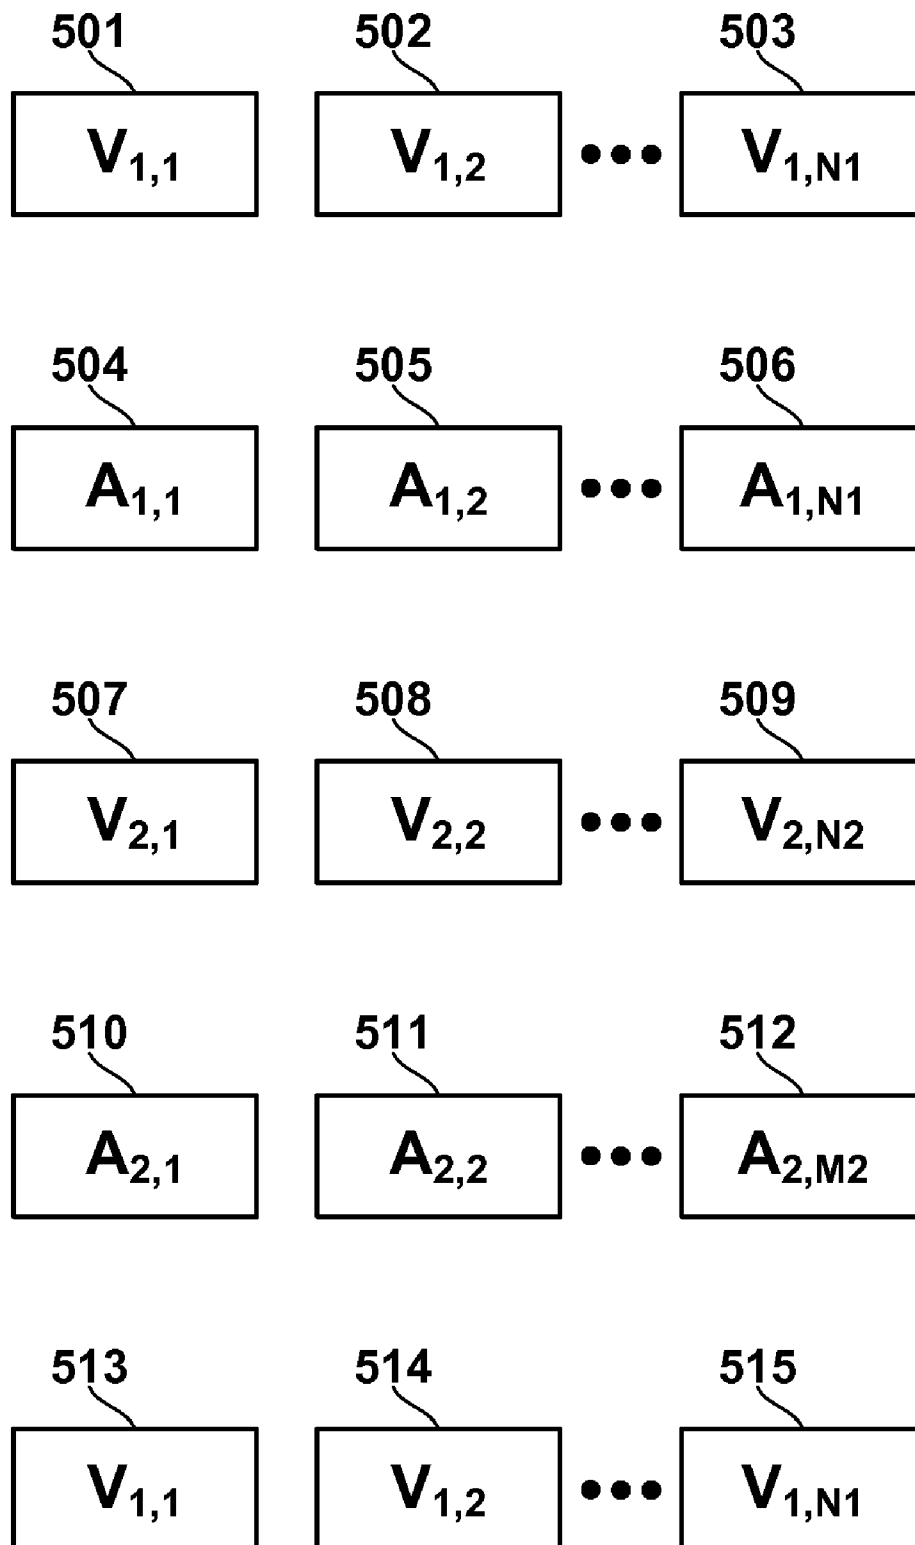 501 502 503
V1,1 V1,2 V1,N1
504 505 506
A1,1 A1,2 A1,N1
507 508 509
V2,1 V2,2 V2,N2
510 511 512
A2,1 A2,2 A2,M2
513 514 515
V1,1 V1,2 V1,N1